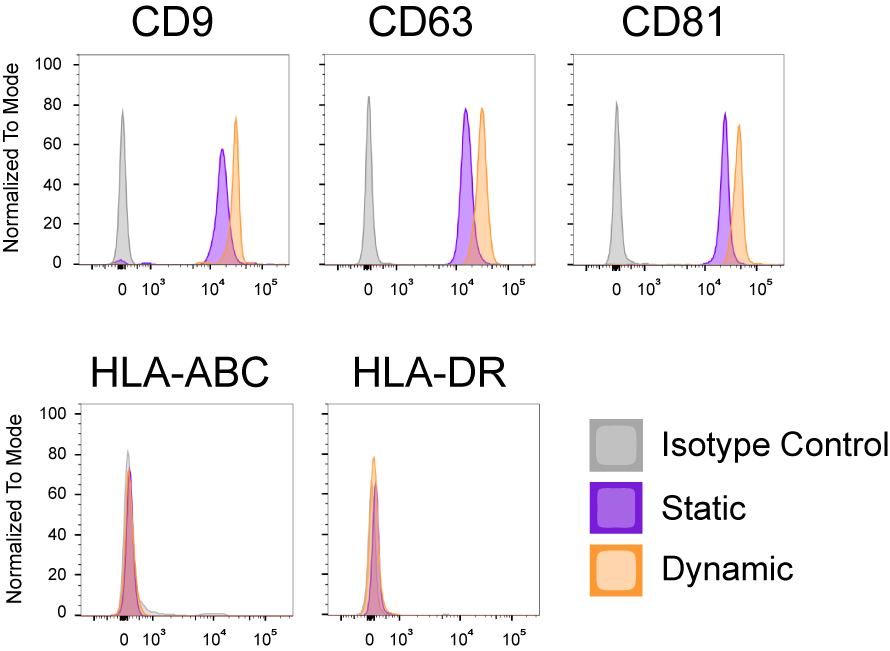 CD9 CD63 CD81
Normalized To Mode
100
80
60
40
20
0
0 10³ 10⁴ 10⁵ 0 10³ 10⁴ 10⁵ 0 10³ 10⁴ 10⁵
HLA-ABC HLA-DR
Normalized To Mode
100
80
60
40
20
0
0 10³ 10⁴ 10⁵ 0 10³ 10⁴ 10⁵
Isotype Control
Static
Dynamic